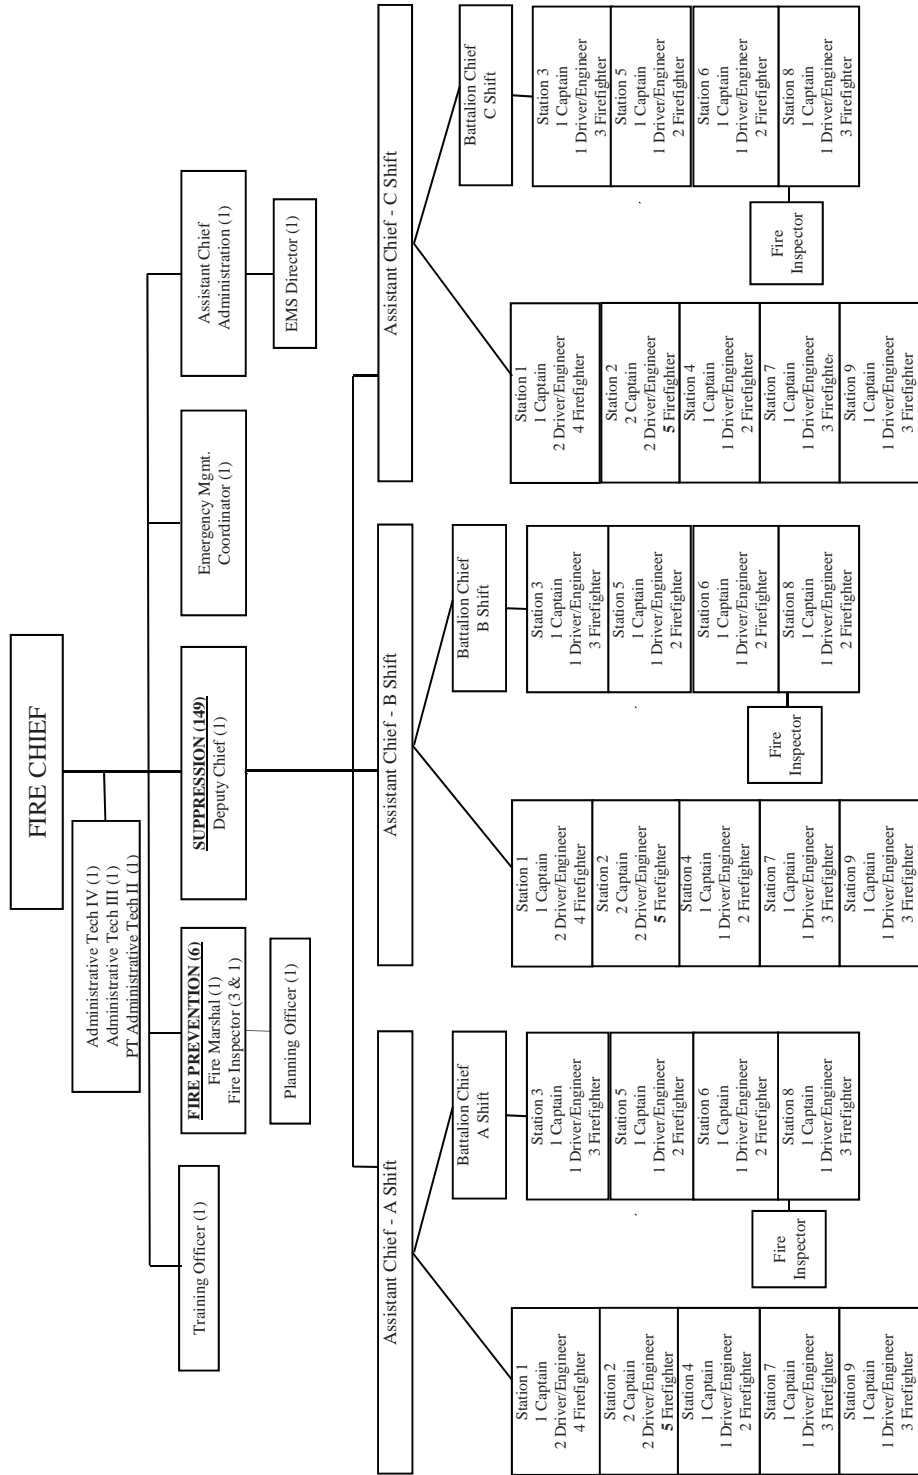 FIRE CHIEF
Administrative Tech IV (1)
Administrative Tech III (1)
PT Administrative Tech II (1)
Training Officer (1)
FIRE PREVENTION (6)
Fire Marshal (1)
Fire Inspector (3 & 1)
Planning Officer (1)
SUPPRESSION (149)
Deputy Chief (1)
Emergency Mgmt.
Coordinator (1)
Assistant Chief
Administration (1)
EMS Director (1)
Assistant Chief - A Shift
Station 1
1 Captain
2 Driver/Engineer
4 Firefighter
Station 2
2 Captain
2 Driver/Engineer
5 Firefighter
Station 4
1 Captain
1 Driver/Engineer
2 Firefighter
Station 7
1 Captain
1 Driver/Engineer
3 Firefighter
Station 9
1 Captain
1 Driver/Engineer
3 Firefighter
Battalion Chief
A Shift
Station 3
1 Captain
1 Driver/Engineer
3 Firefighter
Station 5
1 Captain
1 Driver/Engineer
2 Firefighter
Station 6
1 Captain
1 Driver/Engineer
2 Firefighter
Station 8
1 Captain
1 Driver/Engineer
3 Firefighter
Fire
Inspector
Assistant Chief - B Shift
Station 1
1 Captain
2 Driver/Engineer
4 Firefighter
Station 2
2 Captain
2 Driver/Engineer
5 Firefighter
Station 4
1 Captain
1 Driver/Engineer
2 Firefighter
Station 7
1 Captain
1 Driver/Engineer
3 Firefighter
Station 9
1 Captain
1 Driver/Engineer
3 Firefighter
Battalion Chief
B Shift
Station 3
1 Captain
1 Driver/Engineer
3 Firefighter
Station 5
1 Captain
1 Driver/Engineer
2 Firefighter
Station 6
1 Captain
1 Driver/Engineer
2 Firefighter
Station 8
1 Captain
1 Driver/Engineer
2 Firefighter
Fire
Inspector
Assistant Chief - C Shift
Station 1
1 Captain
2 Driver/Engineer
4 Firefighter
Station 2
2 Captain
2 Driver/Engineer
5 Firefighter
Station 4
1 Captain
1 Driver/Engineer
2 Firefighter
Station 7
1 Captain
1 Driver/Engineer
3 Firefighter
Station 9
1 Captain
1 Driver/Engineer
3 Firefighter
Battalion Chief
C Shift
Station 3
1 Captain
1 Driver/Engineer
3 Firefighter
Station 5
1 Captain
1 Driver/Engineer
2 Firefighter
Station 6
1 Captain
1 Driver/Engineer
2 Firefighter
Station 8
1 Captain
1 Driver/Engineer
3 Firefighter
Fire
Inspector